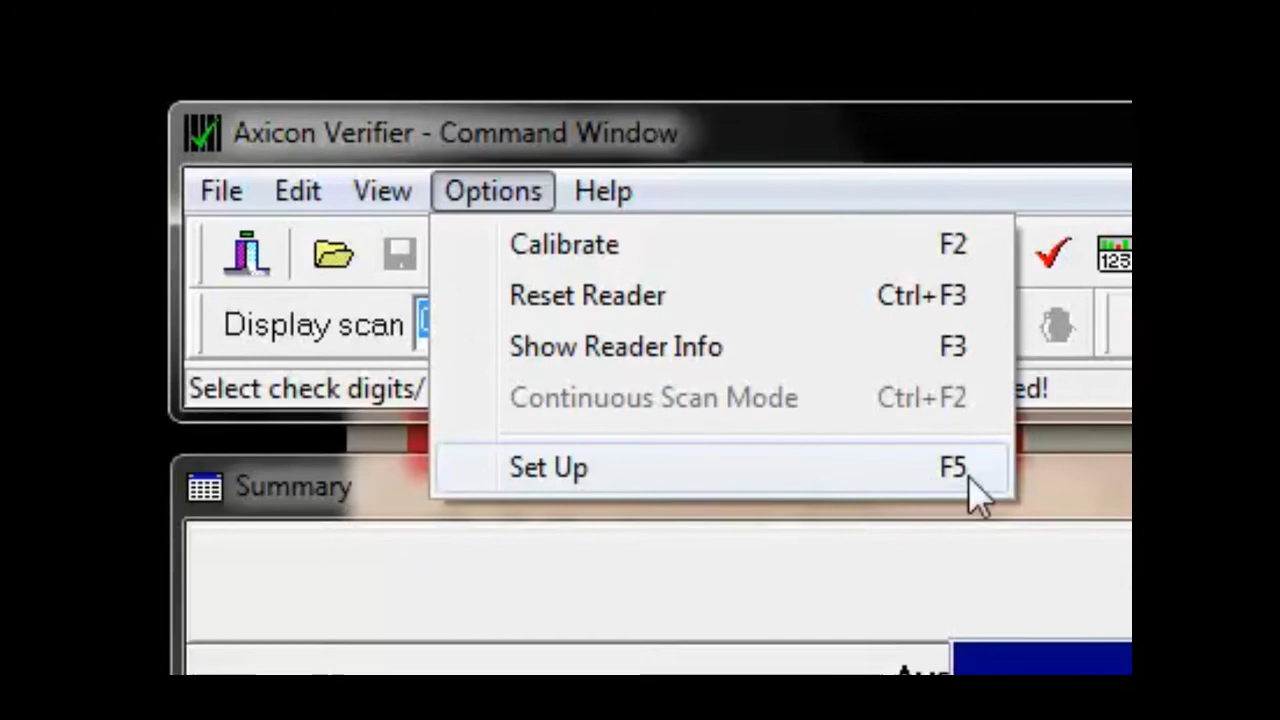 Axicon Verifier - Command Window
File Edit View Options Help
Calibrate F2
Reset Reader Ctrl+F3
123
Display scan
Show Reader Info F3
Select check digits/
Continuous Scan Mode Ctrl+F2
ed!
Set Up F5
Summary